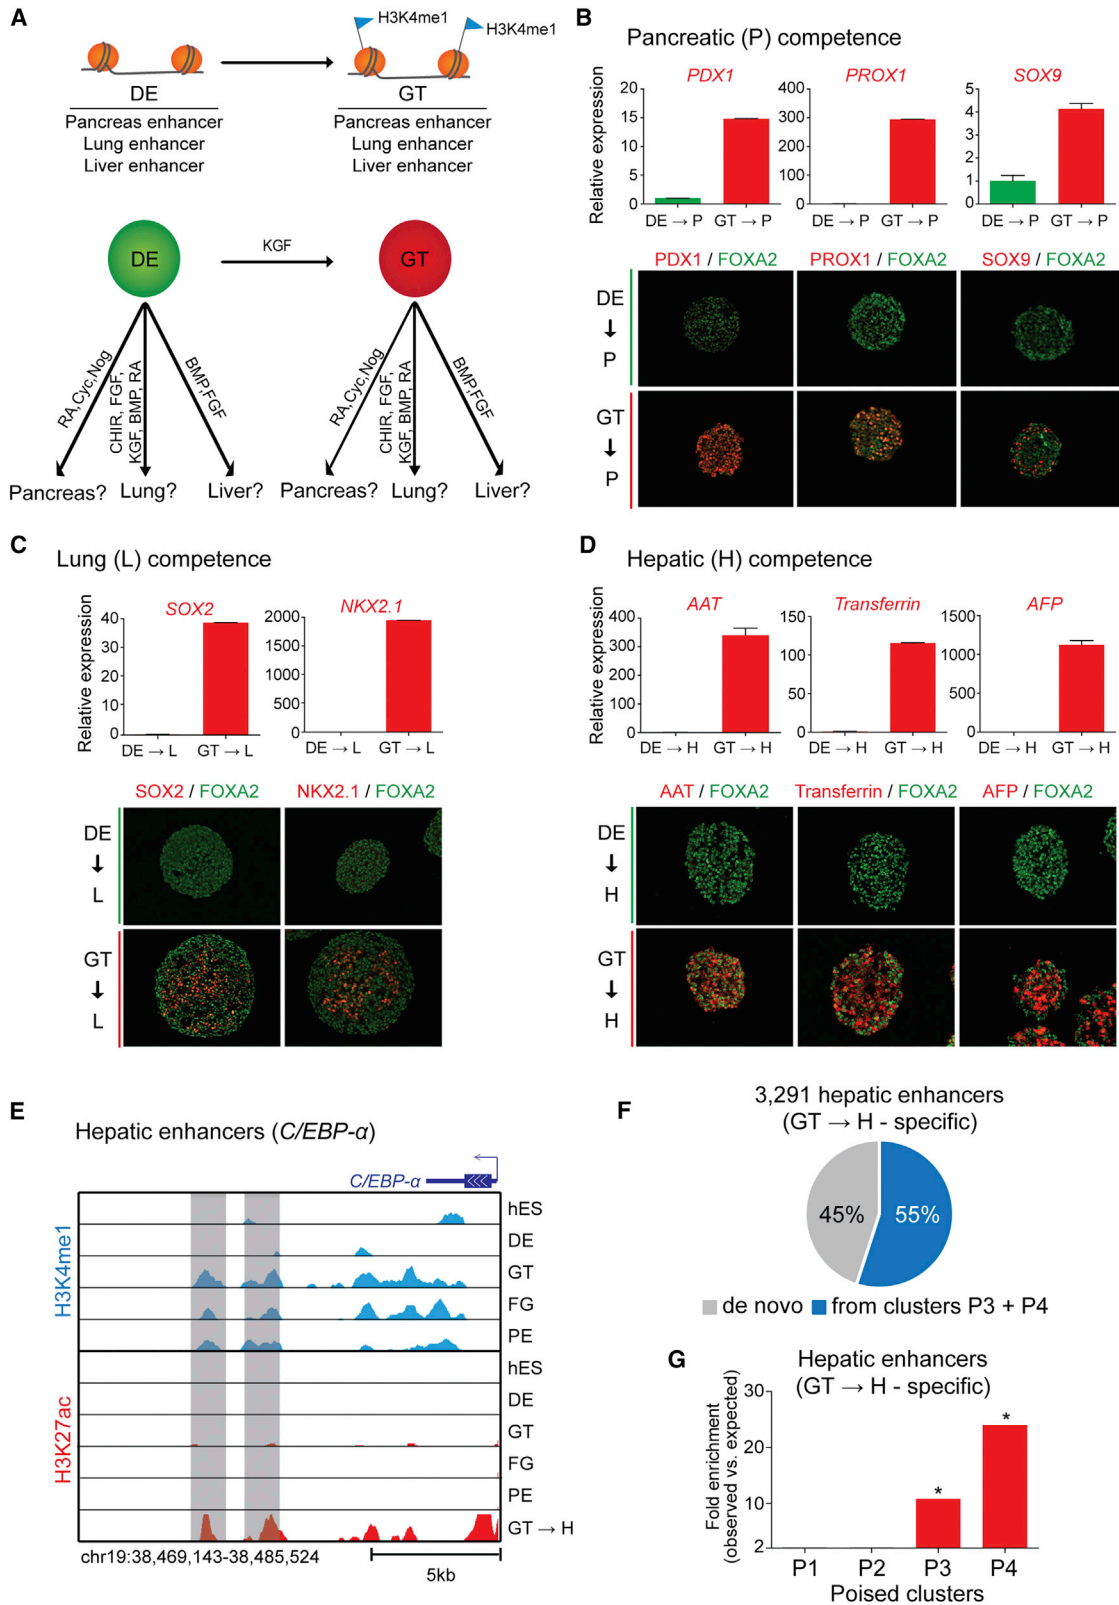 A
H3K4me1
H3K4me1
DE
GT
Pancreas enhancer
Lung enhancer
Liver enhancer
Pancreas enhancer
Lung enhancer
Liver enhancer
DE
KGF
GT
RA,Cyc,Nog
CHIR, FGF,
KGF, BMP, RA
BMP,FGF
RA,Cyc,Nog
CHIR, FGF,
KGF, BMP, RA
BMP,FGF
Pancreas?
Lung?
Liver?
Pancreas?
Lung?
Liver?
B
Pancreatic (P) competence
PDX1
PROX1
SOX9
Relative expression
20
15
10
5
0
400
300
200
100
0
5
4
3
2
1
0
DE → P
GT → P
DE → P
GT → P
DE → P
GT → P
PDX1 / FOXA2
PROX1 / FOXA2
SOX9 / FOXA2
DE
↓
P
GT
↓
P
C
Lung (L) competence
SOX2
NKX2.1
Relative expression
40
30
20
10
0
2000
1500
1000
500
0
DE → L
GT → L
DE → L
GT → L
SOX2 / FOXA2
NKX2.1 / FOXA2
DE
↓
L
GT
↓
L
D
Hepatic (H) competence
AAT
Transferrin
AFP
Relative expression
400
300
200
100
0
150
100
50
0
1500
1000
500
0
DE → H
GT → H
DE → H
GT → H
DE → H
GT → H
AAT / FOXA2
Transferrin / FOXA2
AFP / FOXA2
DE
↓
H
GT
↓
H
E
Hepatic enhancers (C/EBP-α)
C/EBP-α
H3K4me1
hES
DE
GT
FG
PE
H3K27ac
hES
DE
GT
FG
PE
GT → H
chr19:38,469,143-38,485,524
5kb
F
3,291 hepatic enhancers
(GT → H - specific)
45%
55%
de novo
from clusters P3 + P4
G
Hepatic enhancers
(GT → H - specific)
Fold enrichment
(observed vs. expected)
30
20
10
2
*
*
P1
P2
P3
P4
Poised clusters